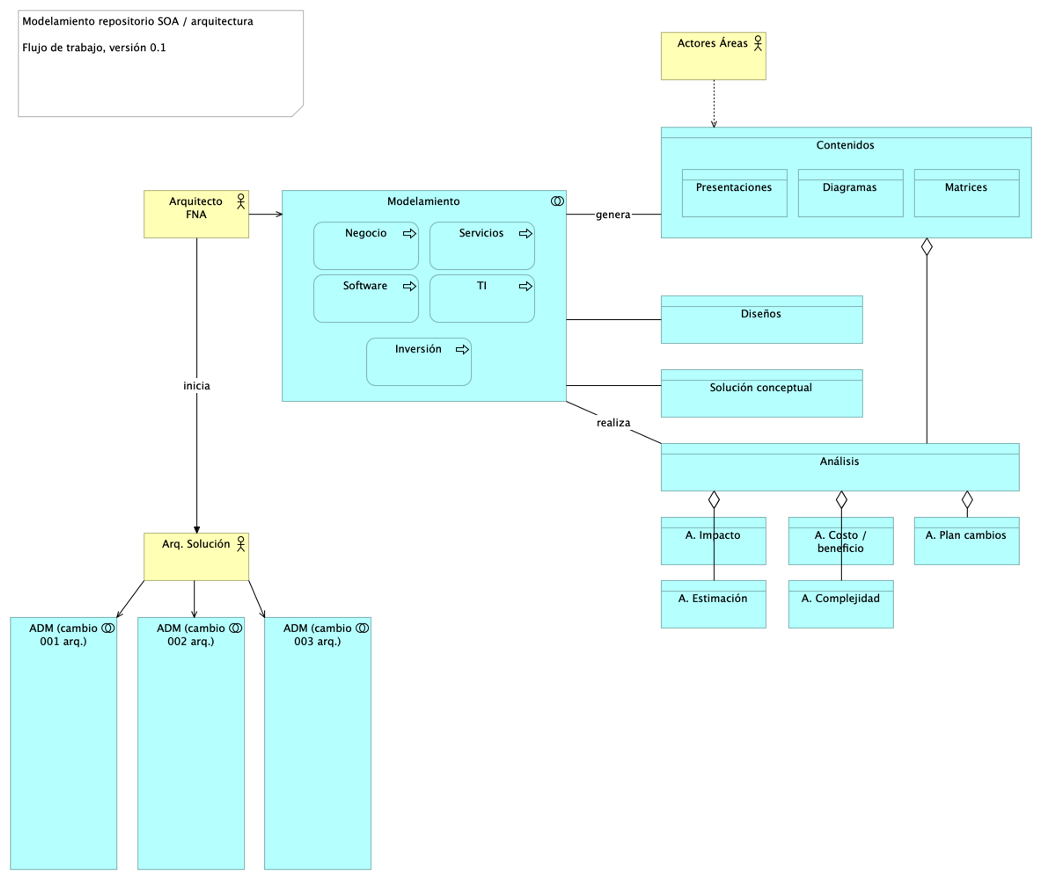 Modelamiento repositorio SOA / arquitectura
Flujo de trabajo, versión 0.1
Actores Áreas
Contenidos
Presentaciones
Diagramas
Matrices
Arquitecto
FNA
Modelamiento
Negocio
Servicios
Software
TI
Inversión
genera
Diseños
Solución conceptual
realiza
inicia
Análisis
A. Impacto
A. Costo /
beneficio
A. Plan cambios
A. Estimación
A. Complejidad
Arq. Solución
ADM (cambio
001 arq.)
ADM (cambio
002 arq.)
ADM (cambio
003 arq.)